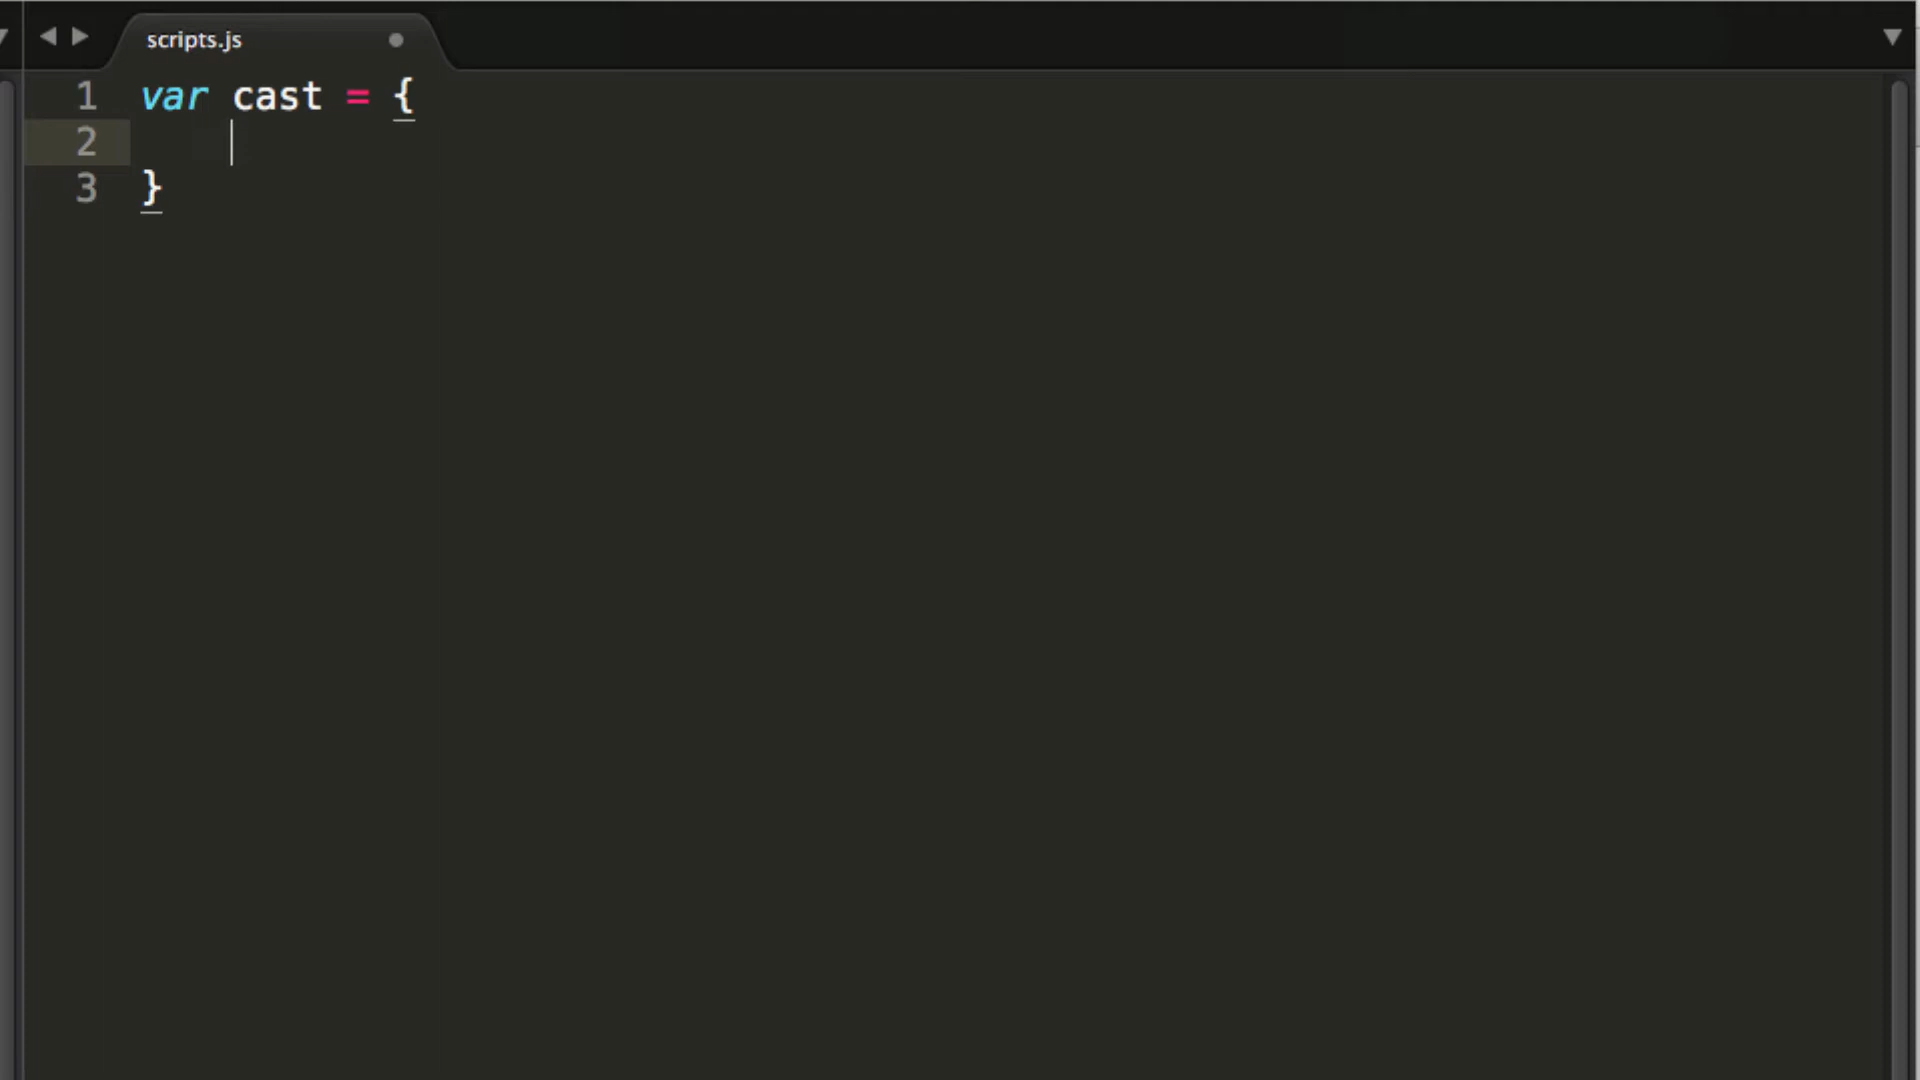 scripts.js
1 var cast = {
2
3 }